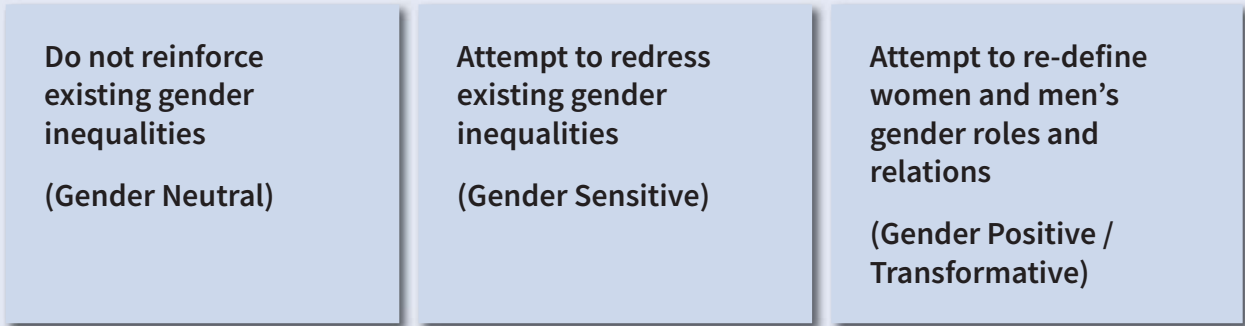 Do not reinforce
existing gender
inequalities
(Gender Neutral)
Attempt to redress
existing gender
inequalities
(Gender Sensitive)
Attempt to re-define
women and men’s
gender roles and
relations
(Gender Positive /
Transformative)